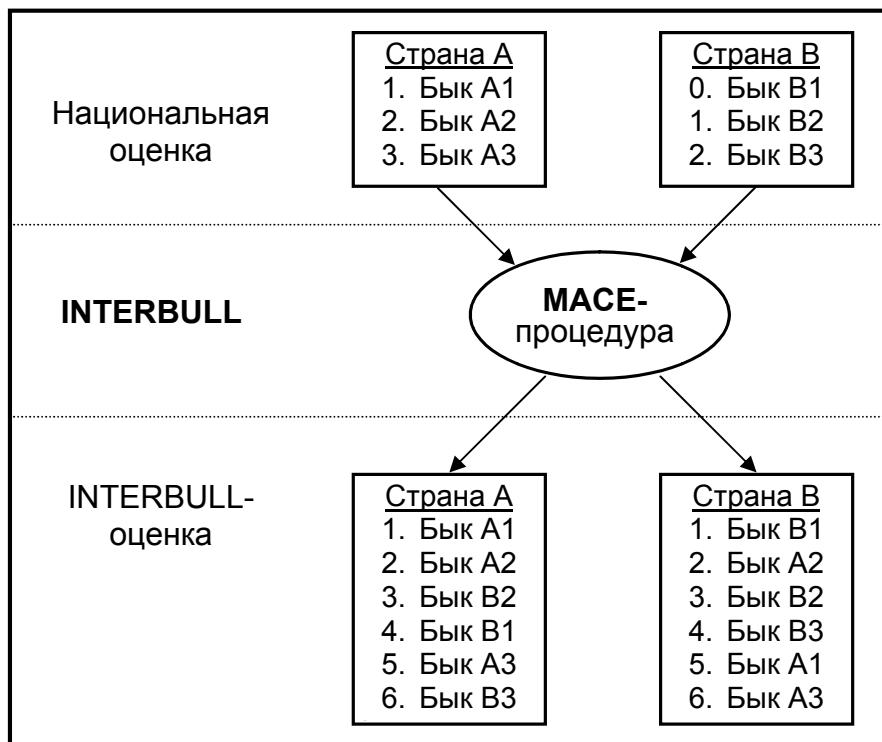 Национальная
оценка
Страна А
1. Бык А1
2. Бык А2
3. Бык А3
Страна В
0. Бык В1
1. Бык В2
2. Бык В3
INTERBULL
MACE-
процедура
INTERBULL-
оценка
Страна А
1. Бык А1
2. Бык А2
3. Бык В2
4. Бык В1
5. Бык А3
6. Бык В3
Страна В
1. Бык В1
2. Бык А2
3. Бык В2
4. Бык В3
5. Бык А1
6. Бык А3